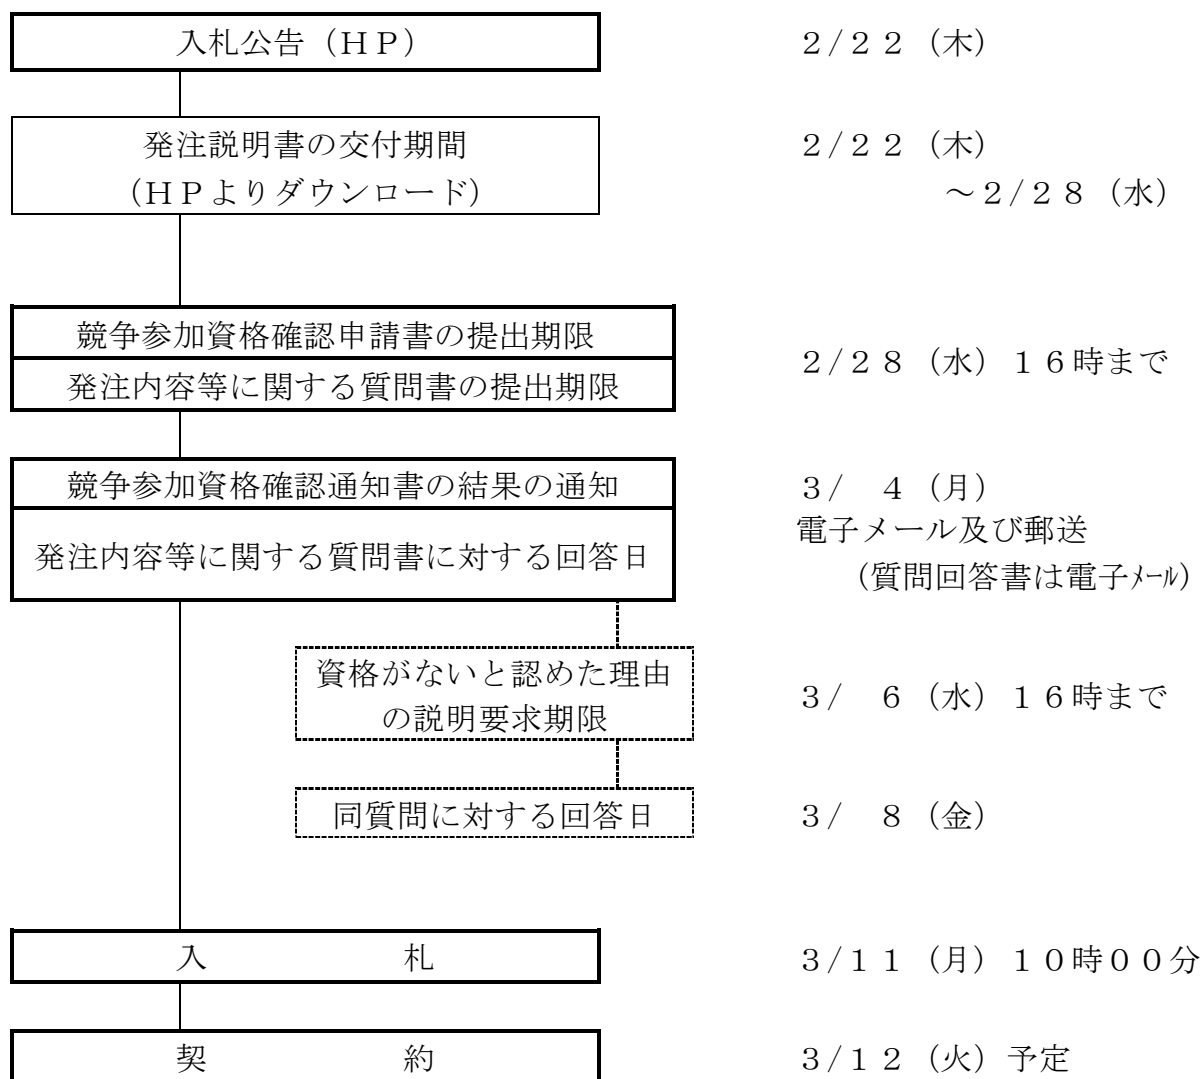 入札公告（ＨＰ）　２／２２（木）
発注説明書の交付期間　２／２２（木）
（ＨＰよりダウンロード）　～２／２８（水）
競争参加資格確認申請書の提出期限
発注内容等に関する質問書の提出期限
２／２８（水）１６時まで
競争参加資格確認通知書の結果の通知
発注内容等に関する質問書に対する回答日
３／　４（月）
電子メール及び郵送
（質問回答書は電子ﾒｰﾙ）
資格がないと認めた理由
の説明要求期限
３／　６（水）１６時まで
同質問に対する回答日　３／　８（金）
入　　　札　３／１１（月）１０時００分
契　　　約　３／１２（火）予定